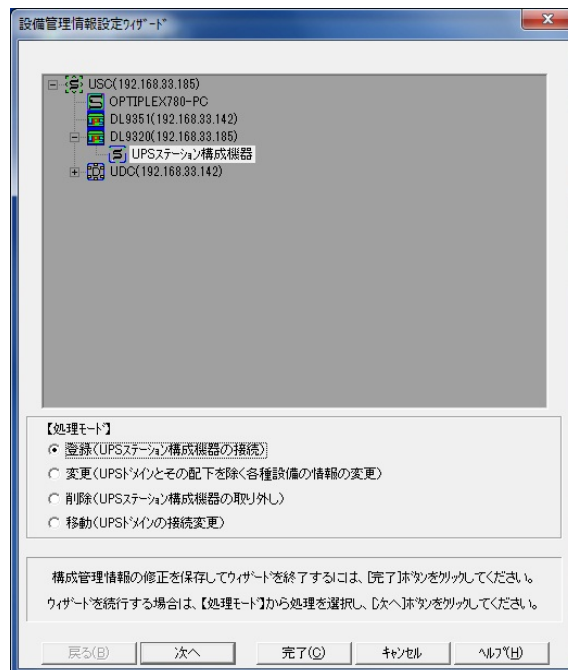 設備管理情報設定ｳｨｻﾞｰﾄﾞ
USC(192.168.33.185)
OPTIPLEX780-PC
DL9351(192.168.33.142)
DL9320(192.168.33.185)
UPSｽﾃｰｼｮﾝ構成機器
UDC(192.168.33.142)
【処理ﾓｰﾄﾞ】
登録(UPSｽﾃｰｼｮﾝ構成機器の接続)
変更(UPSﾄﾞﾒｲﾝとその配下を除く各種設備の情報の変更)
削除(UPSｽﾃｰｼｮﾝ構成機器の取り外し)
移動(UPSﾄﾞﾒｲﾝの接続変更)
構成管理情報の修正を保存してｳｨｻﾞｰﾄﾞを終了するには、[完了]ﾎﾞﾀﾝをｸﾘｯｸしてください。
ｳｨｻﾞｰﾄﾞを続行する場合は、【処理ﾓｰﾄﾞ】から処理を選択し、[次へ]ﾎﾞﾀﾝをｸﾘｯｸしてください。
戻る(B) 次へ 完了(C) ｷｬﾝｾﾙ ﾍﾙﾌﾟ(H)